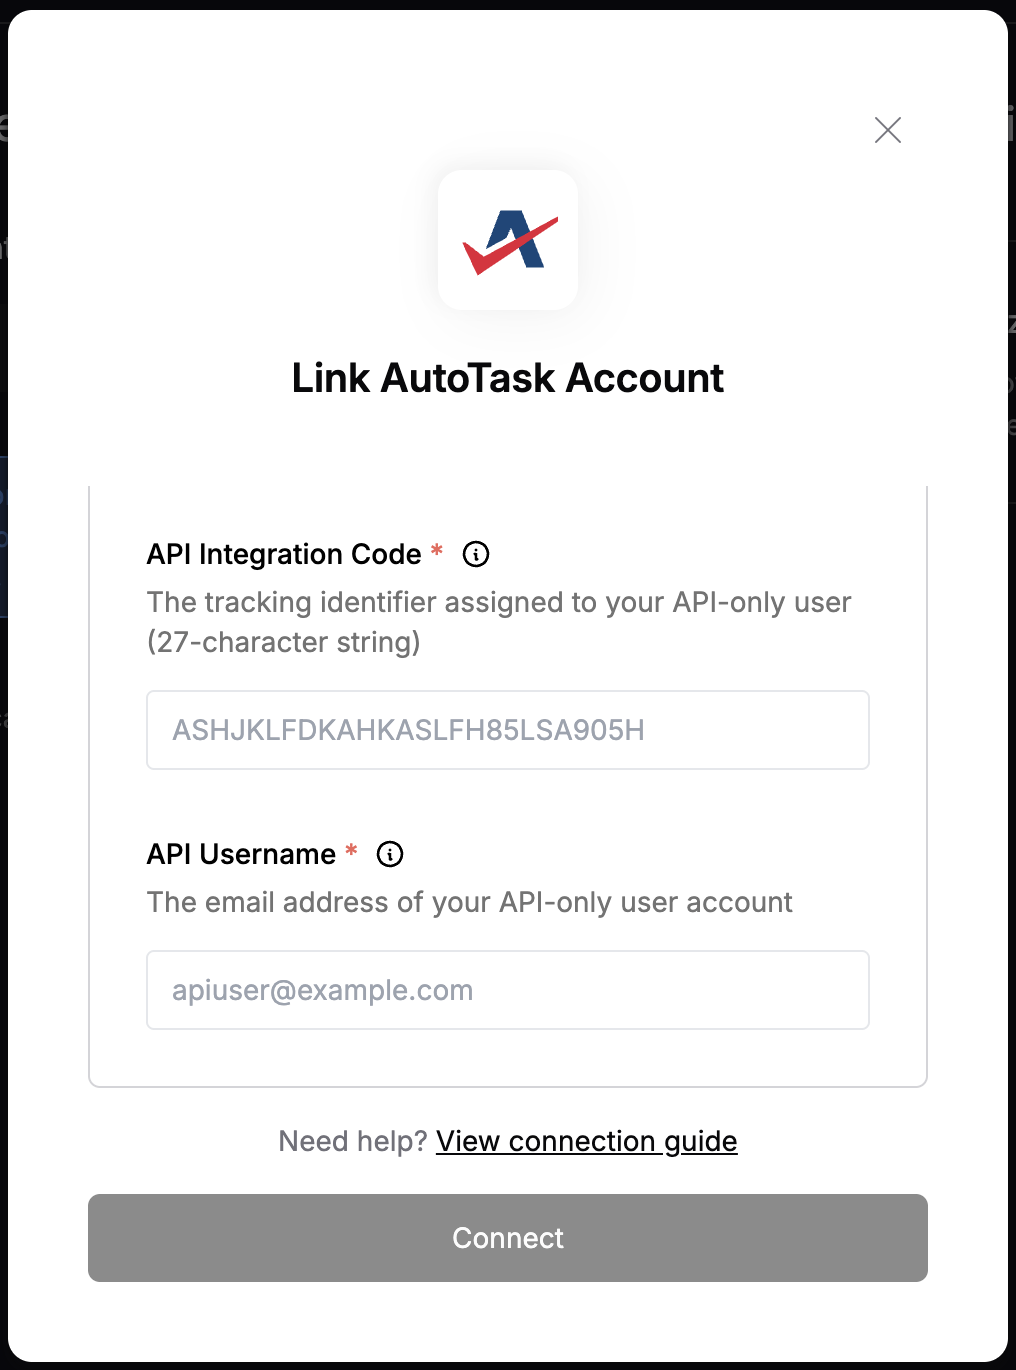 Link AutoTask Account
API Integration Code *
The tracking identifier assigned to your API-only user
(27-character string)
ASHJKLFDKAHKASLFH85LSA905H
API Username *
The email address of your API-only user account
apiuser@example.com
Need help? View connection guide
Connect